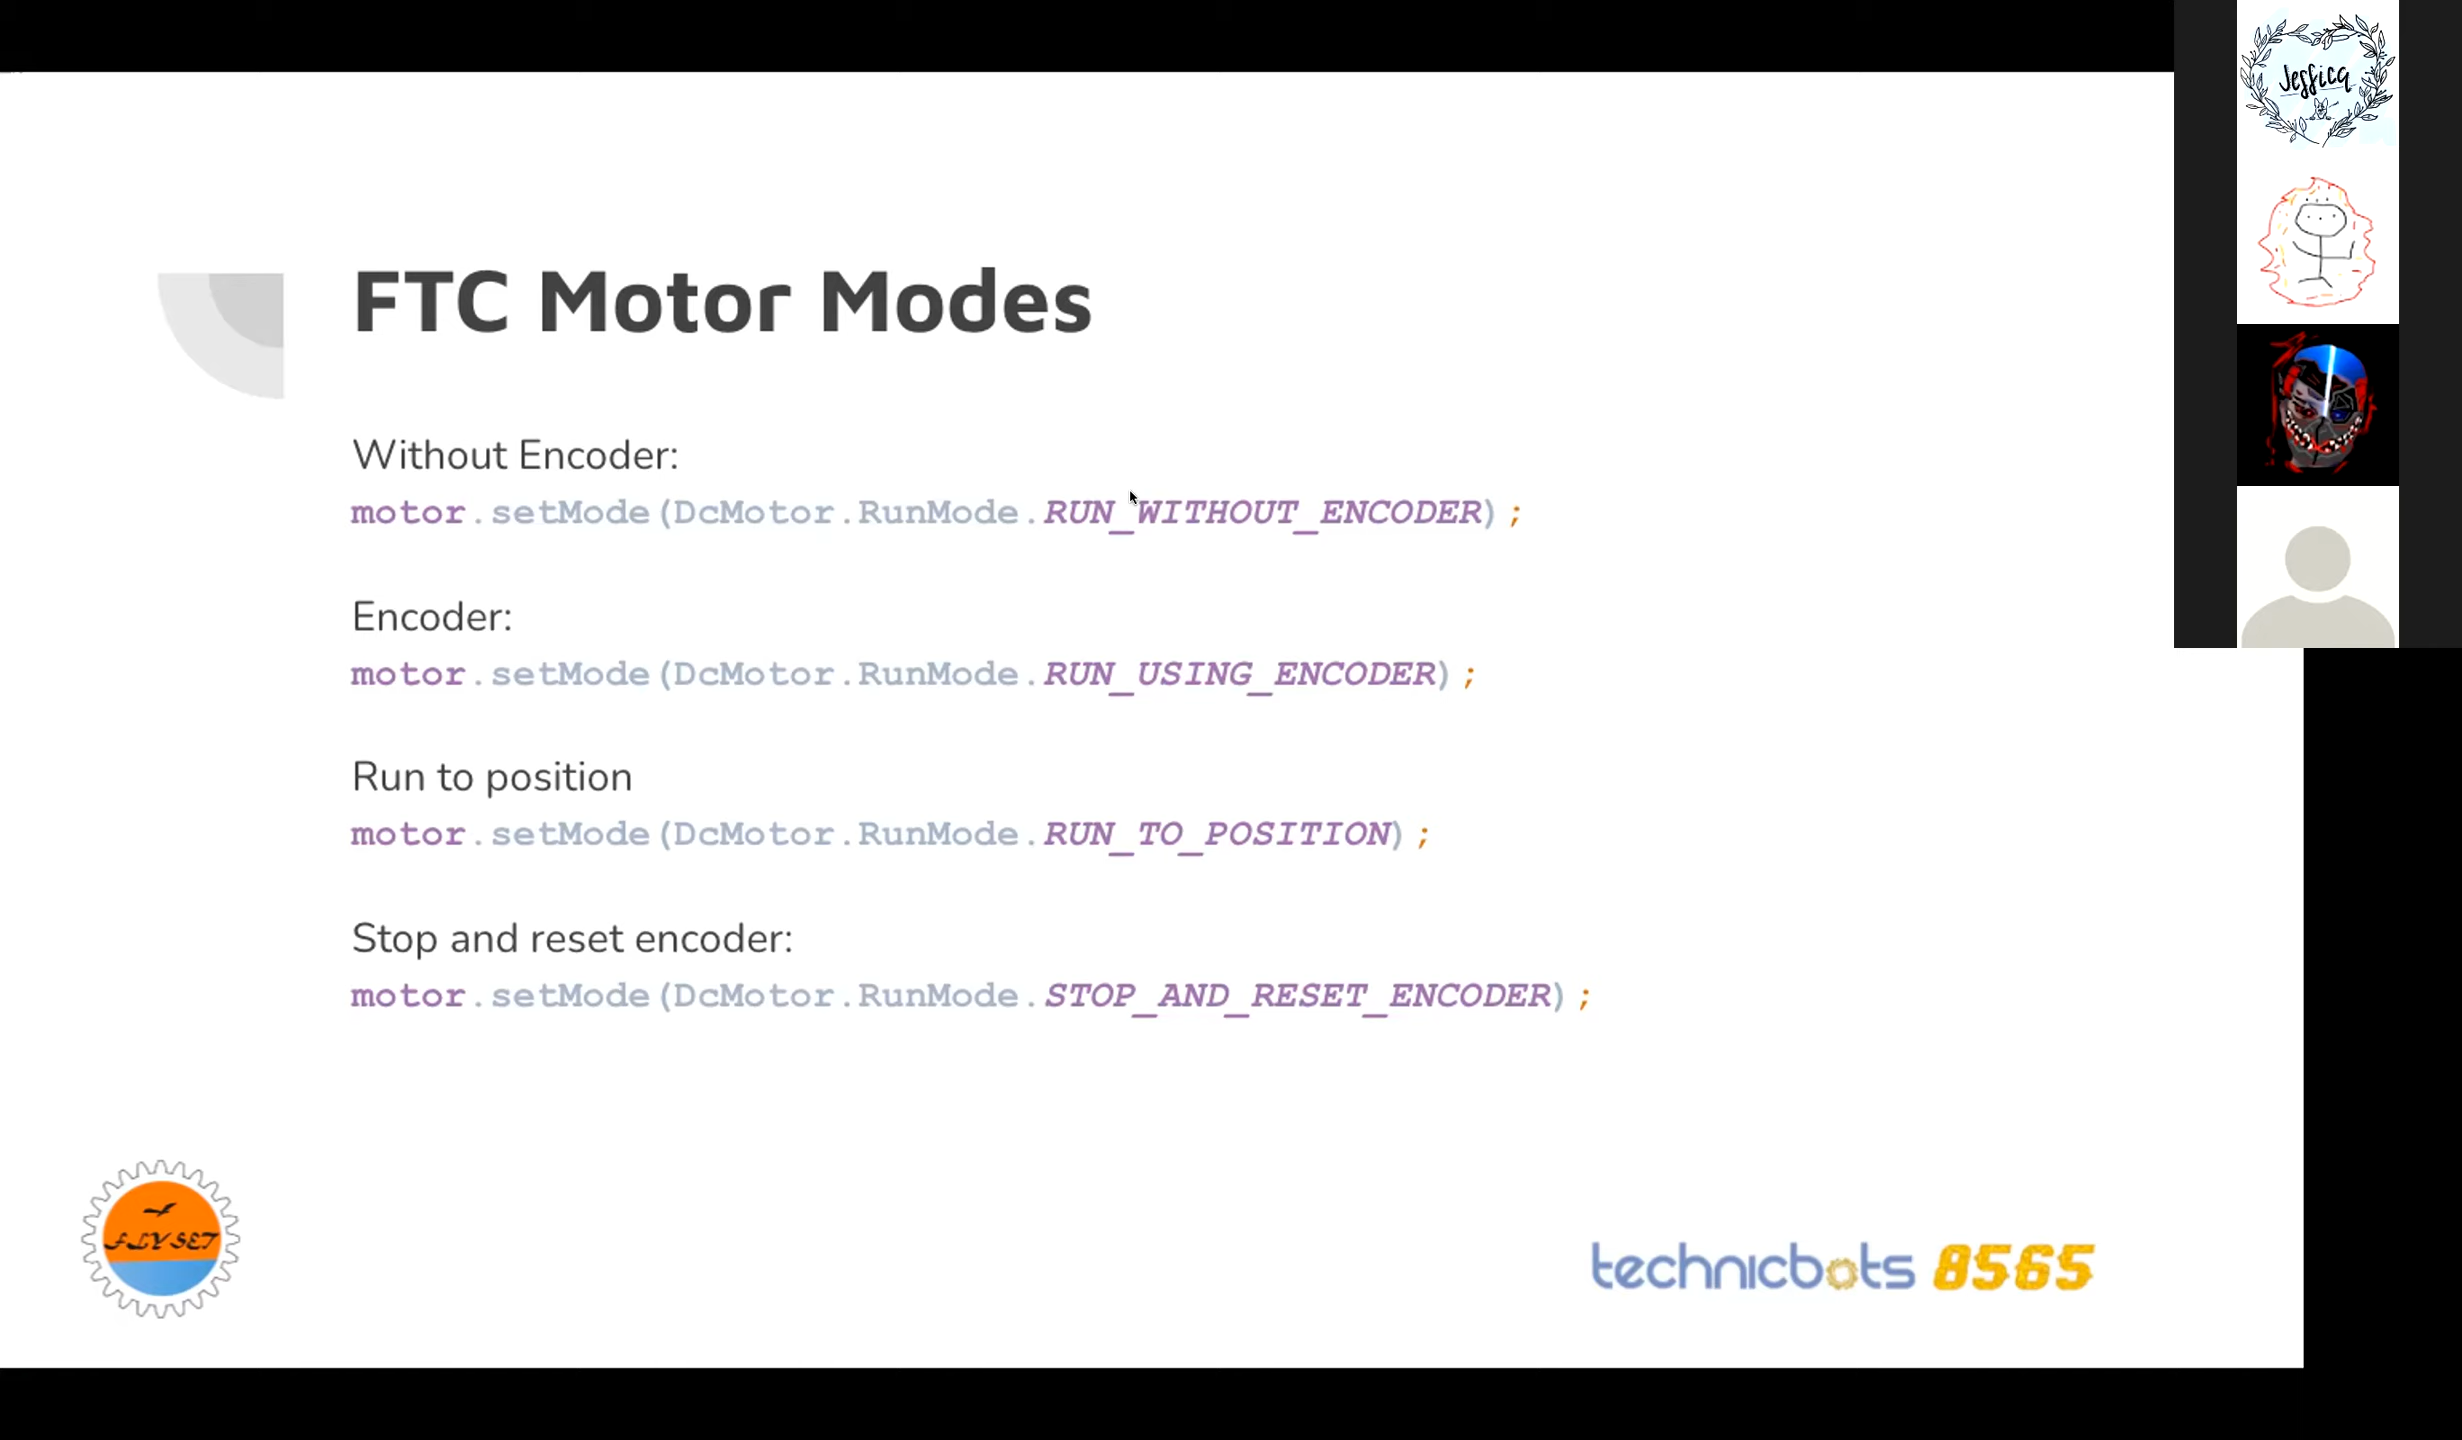 Jessica
FTC Motor Modes
Without Encoder:
motor.setMode(DcMotor.RunMode.RUN_WITHOUT_ENCODER);
Encoder:
motor.setMode(DcMotor.RunMode.RUN_USING_ENCODER);
Run to position
motor.setMode(DcMotor.RunMode.RUN_TO_POSITION);
Stop and reset encoder:
motor.setMode(DcMotor.RunMode.STOP_AND_RESET_ENCODER);
FLY SET
technicbots 8565